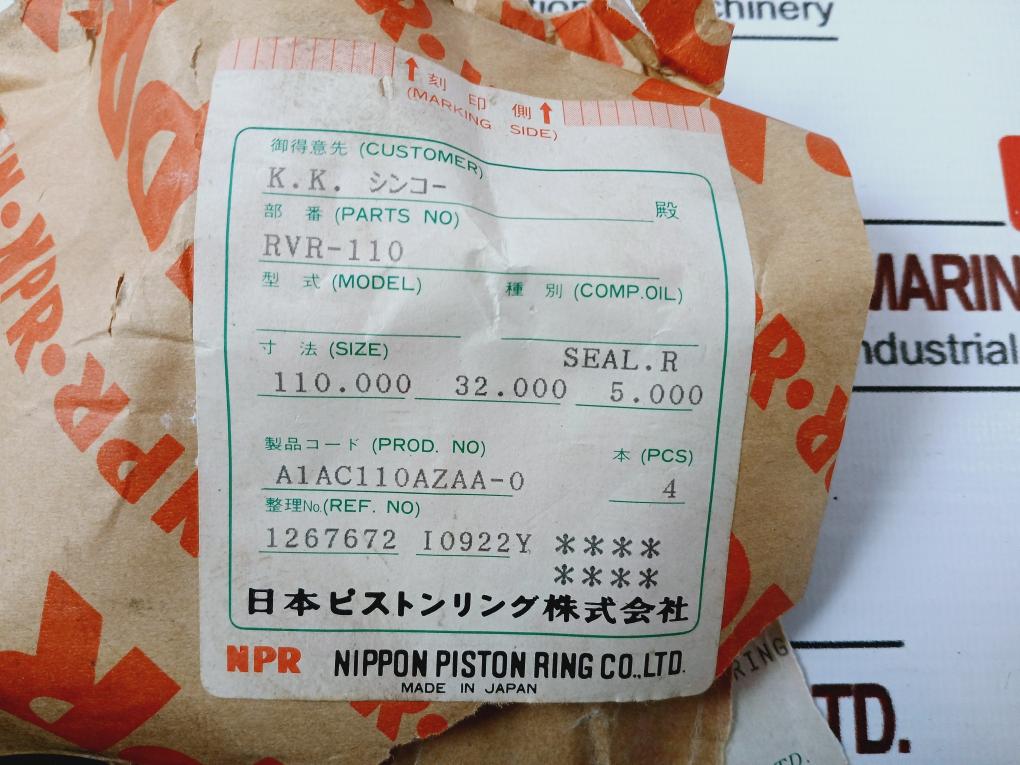 chinery
↑刻印側↑
(MARKING SIDE)
御得意先 (CUSTOMER)
K.K. シンコー
殿
部 番 (PARTS NO)
RVR-110
型 式 (MODEL) 種 別 (COMP.OIL)
寸 法 (SIZE) SEAL.R
110.000 32.000 5.000
製品コード (PROD. NO) 本 (PCS)
A1AC110AZAA-0 4
整理No.(REF. NO)
1267672 I0922Y ****
****
日本ピストンリング株式会社
NPR NIPPON PISTON RING CO.,LTD.
MADE IN JAPAN
NPR
MARIN
ndustrial
RING
TD.
TD.